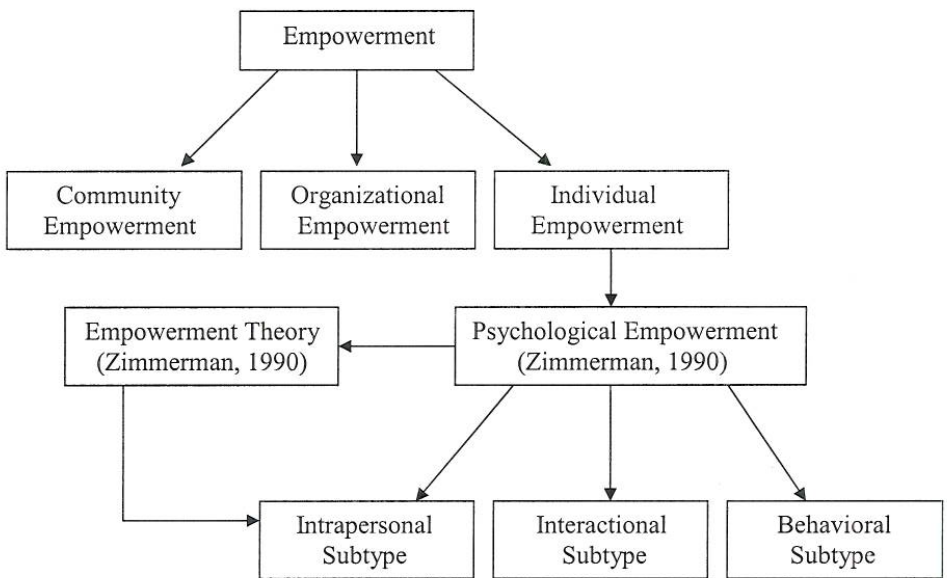 Empowerment
Community
Empowerment
Organizational
Empowerment
Individual
Empowerment
Empowerment Theory
(Zimmerman, 1990)
Psychological Empowerment
(Zimmerman, 1990)
Intrapersonal
Subtype
Interactional
Subtype
Behavioral
Subtype